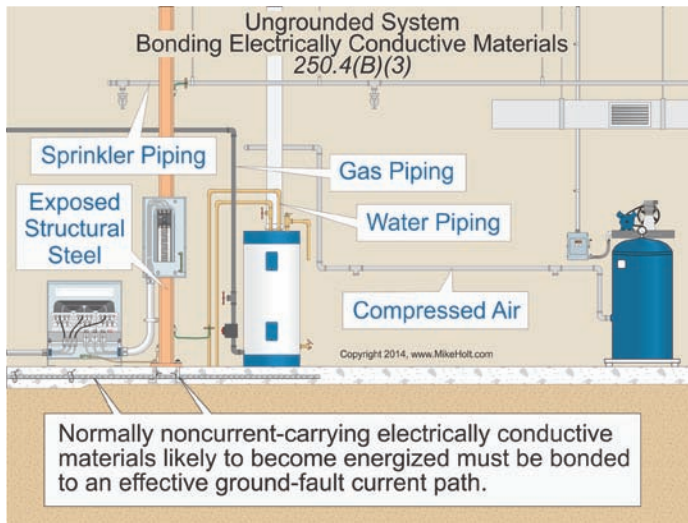 Ungrounded System
Bonding Electrically Conductive Materials
250.4(B)(3)
Sprinkler Piping
Gas Piping
Exposed
Structural
Steel
Water Piping
Compressed Air
Copyright 2014, www.MikeHolt.com
Normally noncurrent-carrying electrically conductive
materials likely to become energized must be bonded
to an effective ground-fault current path.